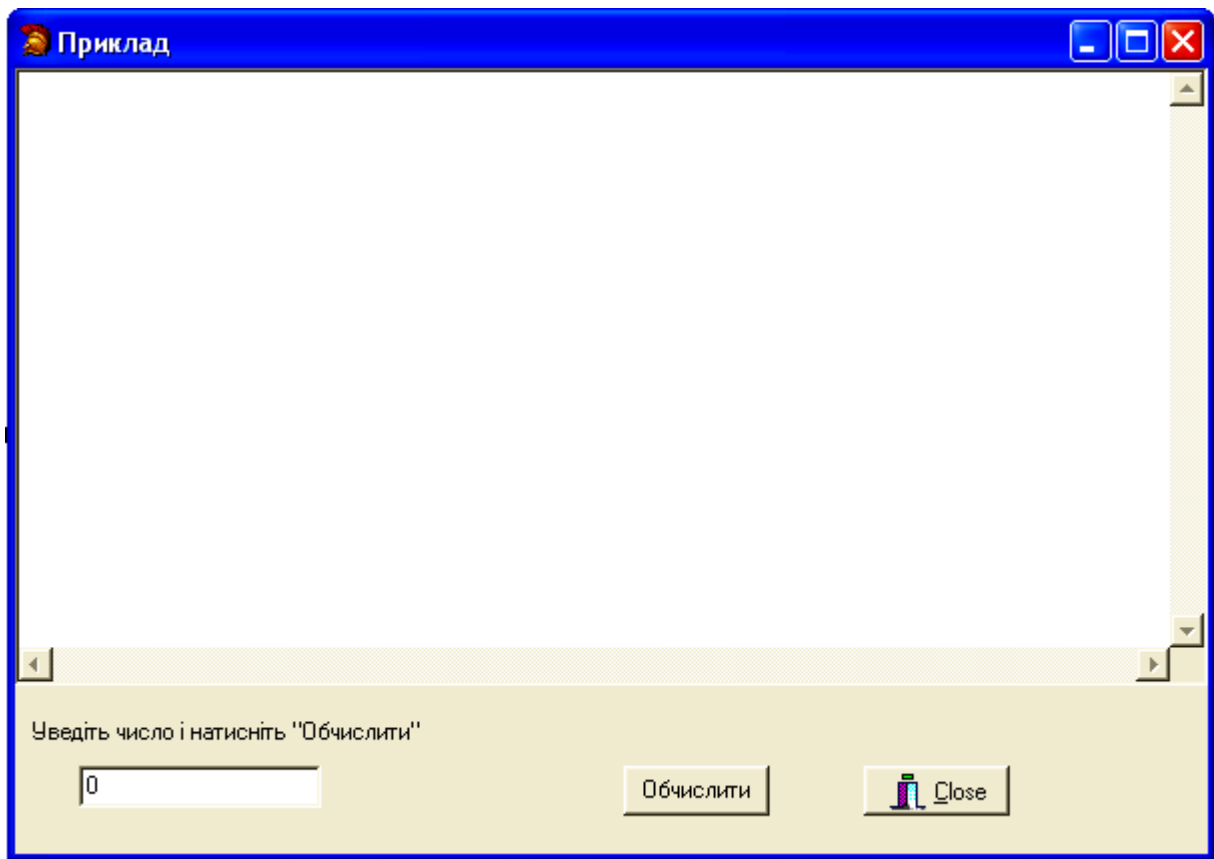 Приклад
Уведіть число і натисніть "Обчислити"
0
Обчислити
Close